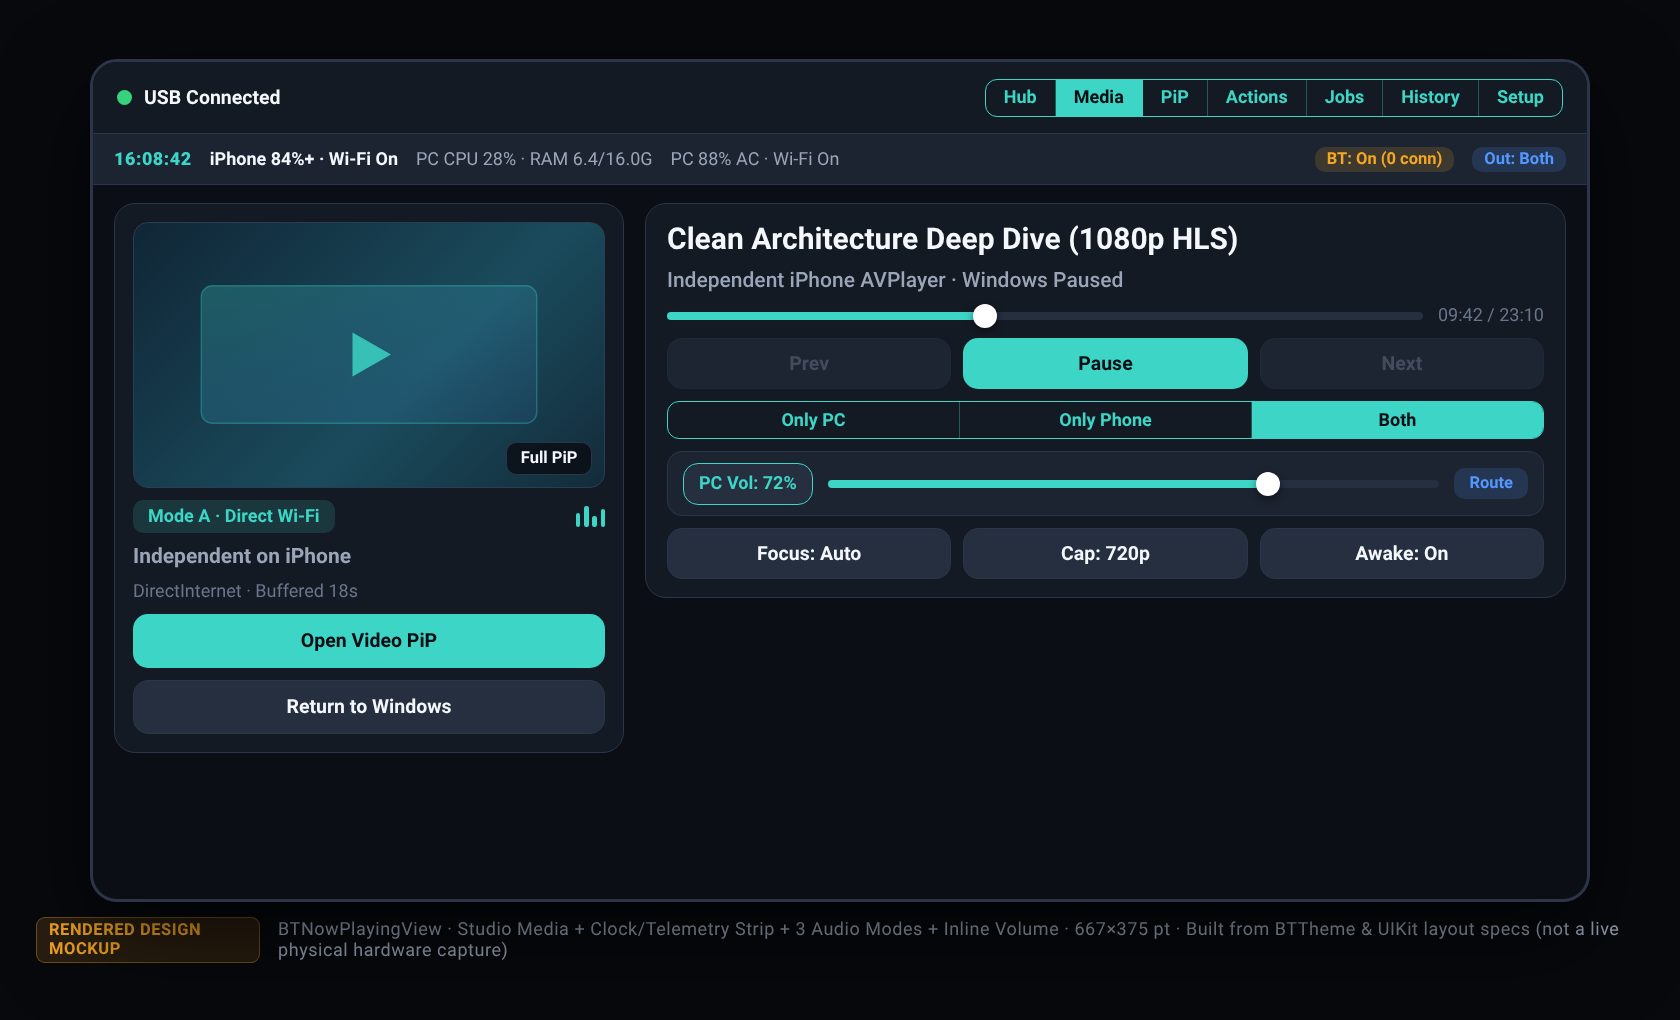 USB Connected
Hub Media PiP Actions Jobs History Setup
16:08:42 iPhone 84%+ · Wi-Fi On PC CPU 28% · RAM 6.4/16.0G PC 88% AC · Wi-Fi On BT: On (0 conn) Out: Both
Full PiP
Mode A · Direct Wi-Fi
Independent on iPhone
DirectInternet · Buffered 18s
Open Video PiP
Return to Windows
Clean Architecture Deep Dive (1080p HLS)
Independent iPhone AVPlayer · Windows Paused
09:42 / 23:10
Prev Pause Next
Only PC Only Phone Both
PC Vol: 72% Route
Focus: Auto Cap: 720p Awake: On
RENDERED DESIGN
MOCKUP
BTNowPlayingView · Studio Media + Clock/Telemetry Strip + 3 Audio Modes + Inline Volume · 667×375 pt · Built from BTTheme & UIKit layout specs (not a live
physical hardware capture)